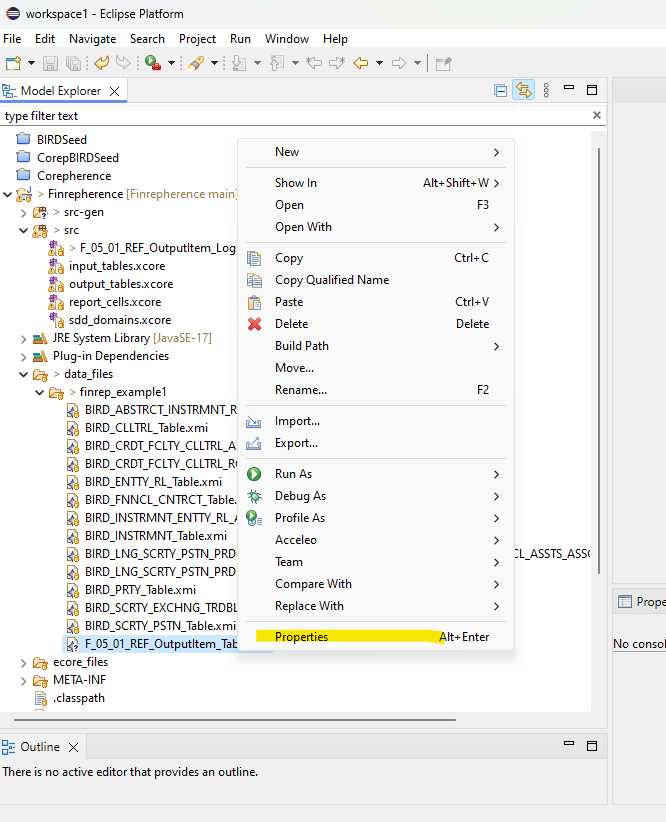 workspace1 - Eclipse Platform
File Edit Navigate Search Project Run Window Help
Model Explorer
type filter text
BIRDSeed
CorepBIRDSeed
Corepherence
> Finrepherence [Finrepherence main]
> src-gen
> src
> F_05_01_REF_OutputItem_Log
input_tables.xcore
output_tables.xcore
report_cells.xcore
sdd_domains.xcore
JRE System Library [JavaSE-17]
Plug-in Dependencies
> data_files
> finrep_example1
BIRD_ABSTRCT_INSTRMNT_R
BIRD_CLLTRL_Table.xmi
BIRD_CRDT_FCLTY_CLLTRL_AS
BIRD_CRDT_FCLTY_CLLTRL_RC
BIRD_ENTTY_RL_Table.xmi
BIRD_FNNCL_CNTRCT_Table.
BIRD_INSTRMNT_ENTTY_RL_A
BIRD_INSTRMNT_Table.xmi
BIRD_LNG_SCRTY_PSTN_PRD CL_ASSTS_ASSC
BIRD_LNG_SCRTY_PSTN_PRD
BIRD_PRTY_Table.xmi
BIRD_SCRTY_EXCHNG_TRDBL
BIRD_SCRTY_PSTN_Table.xmi
F_05_01_REF_OutputItem_Tab
ecore_files
META-INF
.classpath
New
Show In Alt+Shift+W
Open F3
Open With
Copy Ctrl+C
Copy Qualified Name
Paste Ctrl+V
Delete Delete
Build Path
Move...
Rename... F2
Import...
Export...
Run As
Debug As
Profile As
Acceleo
Team
Compare With
Replace With
Properties Alt+Enter
Prope
No consol
Outline
There is no active editor that provides an outline.